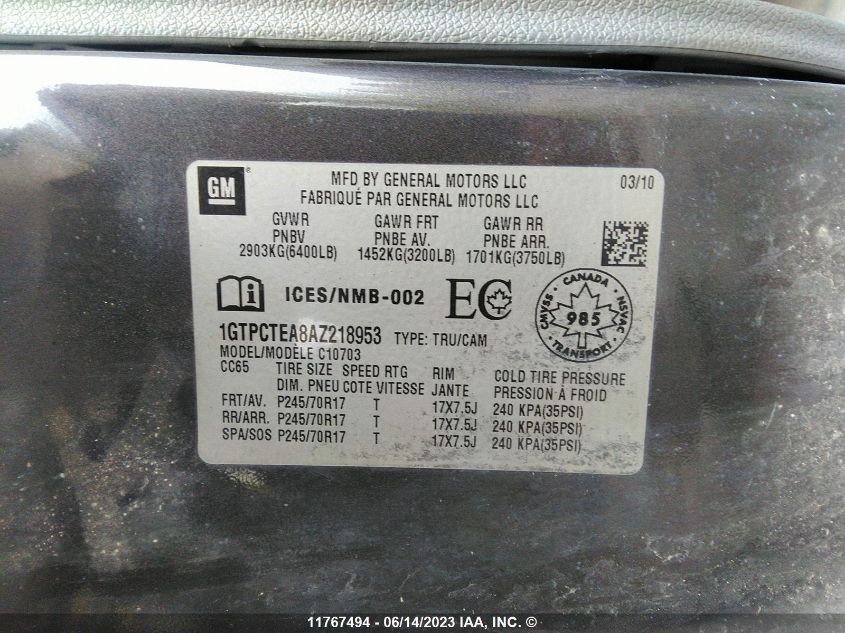 GM®
MFD BY GENERAL MOTORS LLC 03/10
FABRIQUÉ PAR GENERAL MOTORS LLC
GVWR GAWR FRT GAWR RR
PNBV PNBE AV. PNBE ARR.
2903KG(6400LB) 1452KG(3200LB) 1701KG(3750LB)
i ICES/NMB-002 EC
CANADA
CMVSS 985 NSVAC
TRANSPORT
1GTPCTEA8AZ218953 TYPE: TRU/CAM
MODEL/MODÈLE C10703
CC65 TIRE SIZE SPEED RTG RIM COLD TIRE PRESSURE
DIM. PNEU COTE VITESSE JANTE PRESSION À FROID
FRT/AV. P245/70R17 T 17X7.5J 240 KPA(35PSI)
RR/ARR. P245/70R17 T 17X7.5J 240 KPA(35PSI)
SPA/SOS P245/70R17 T 17X7.5J 240 KPA(35PSI)
11767494 - 06/14/2023 IAA, Inc. ©